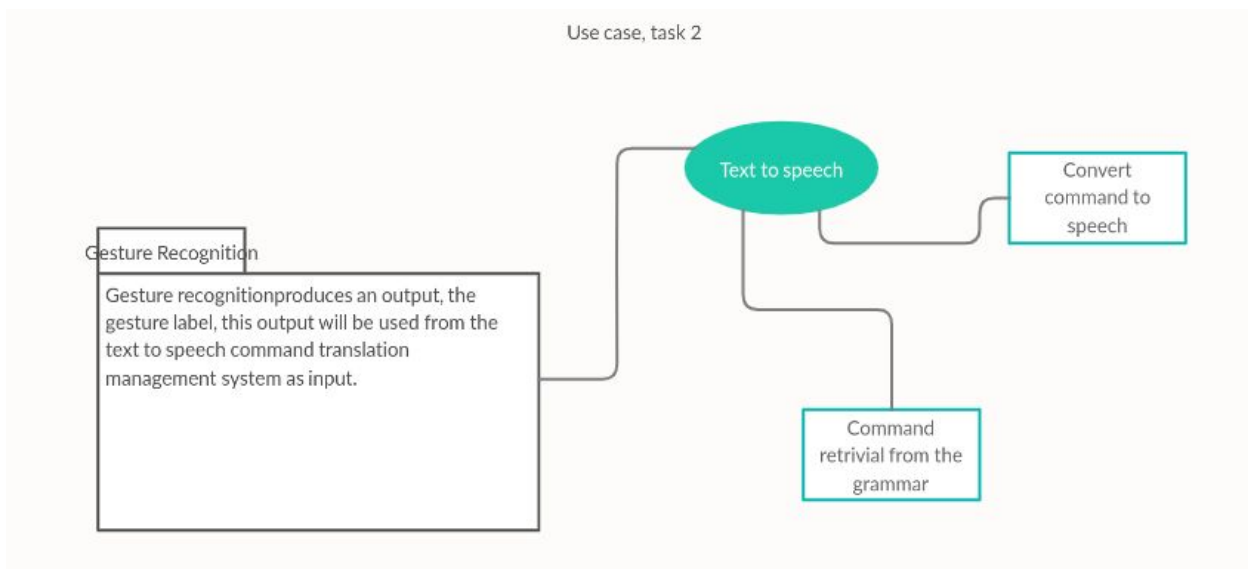 Use case, task 2
Text to speech
Convert
command to
speech
Gesture Recognition
Gesture recognitionproduces an output, the
gesture label, this output will be used from the
text to speech command translation
management system as input.
Command
retrivial from the
grammar